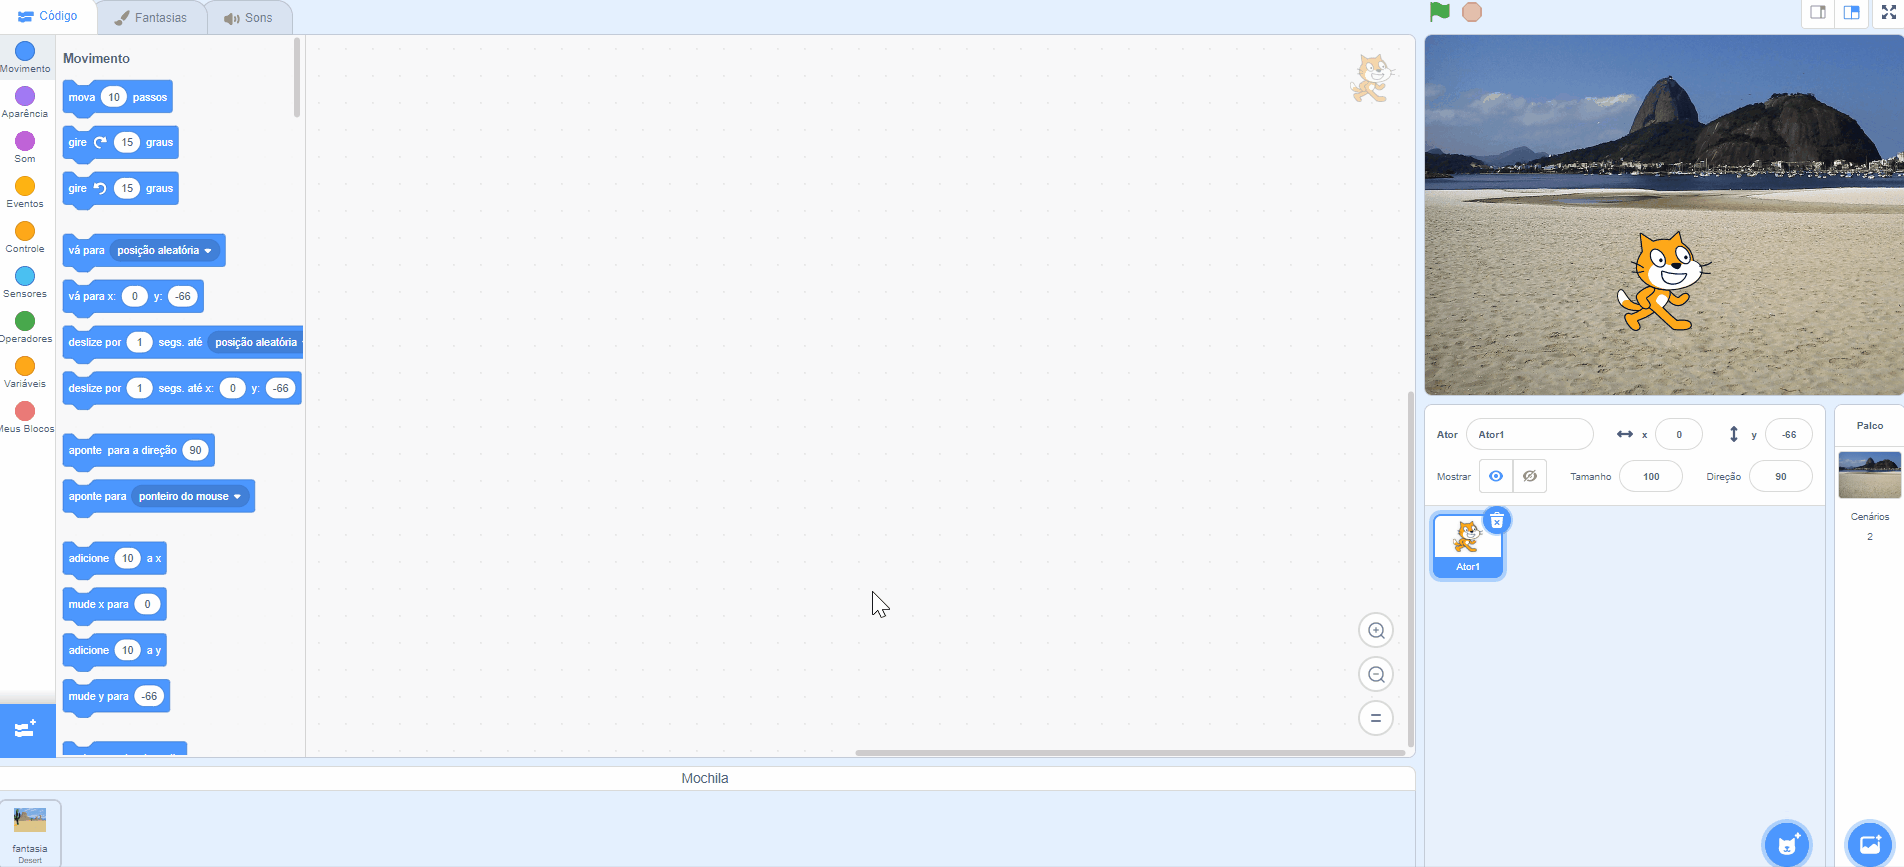 Código
Fantasias
Sons
Movimento
Aparência
Som
Eventos
Controle
Sensores
Operadores
Variáveis
Meus Blocos
Movimento
mova 10 passos
gire 15 graus
gire 15 graus
vá para posição aleatória
vá para x: 0 y: -66
deslize por 1 segs. até posição aleatória
deslize por 1 segs. até x: 0 y: -66
aponte para a direção 90
aponte para ponteiro do mouse
adicione 10 a x
mude x para 0
adicione 10 a y
mude y para -66
Mochila
fantasia
Desert
Ator Ator1 x 0 y -66
Mostrar Tamanho 100 Direção 90
Ator1
Palco
Cenários
2